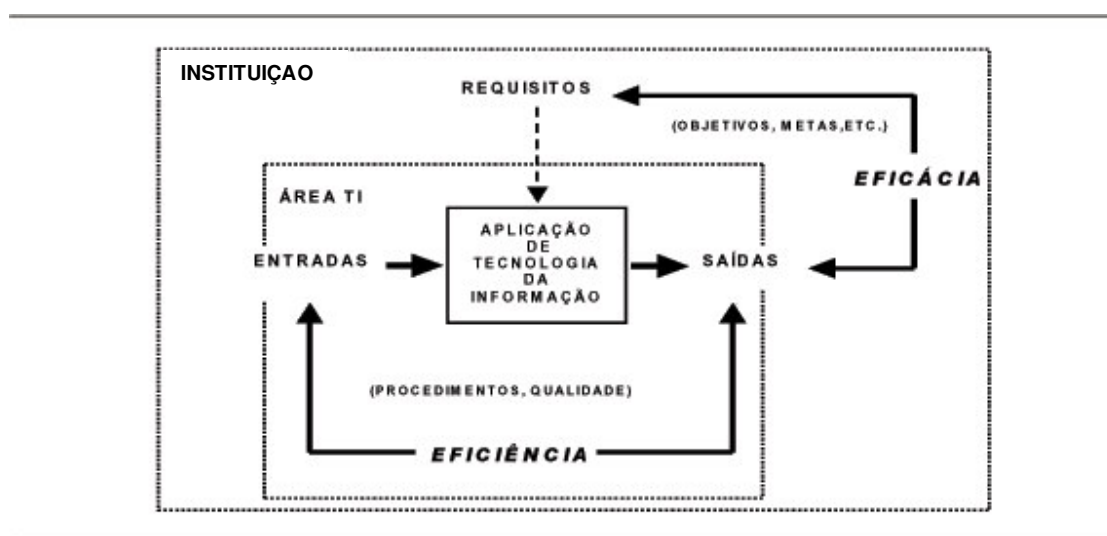 INSTITUIÇAO
REQUISITOS
(OBJETIVOS, METAS,ETC.)
EFICÁCIA
ÁREA TI
ENTRADAS
APLICAÇÃO
DE
TECNOLOGIA
DA
INFORMAÇÃO
SAÍDAS
(PROCEDIMENTOS, QUALIDADE)
EFICIÊNCIA